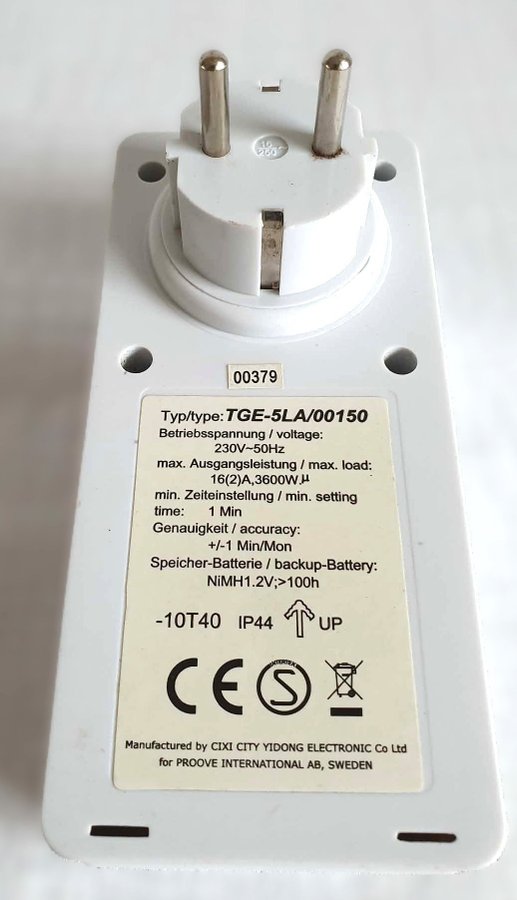 16
250
00379
Typ/type: TGE-5LA/00150
Betriebsspannung / voltage:
230V~50Hz
max. Ausgangsleistung / max. load:
16(2)A,3600W.µ
min. Zeiteinstellung / min. setting
time: 1 Min
Genauigkeit / accuracy:
+/-1 Min/Mon
Speicher-Batterie / backup-Battery:
NiMH1.2V;>100h
-10T40 IP44 UP
CE S
Manufactured by CIXI CITY YIDONG ELECTRONIC Co Ltd
for PROOVE INTERNATIONAL AB, SWEDEN